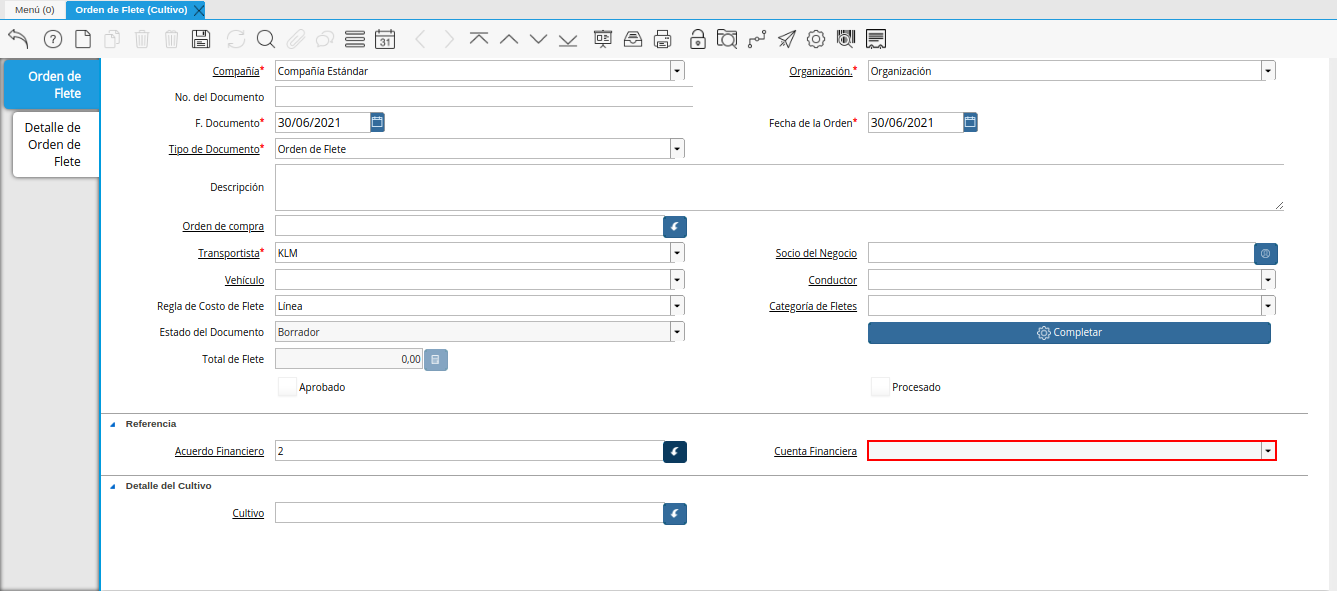 Menú (0) Orden de Flete (Cultivo)
31
Orden de
Flete
Detalle de
Orden de
Flete
Compañía* Compañía Estándar Organización.* Organización
No. del Documento
F. Documento* 30/06/2021 Fecha de la Orden* 30/06/2021
Tipo de Documento* Orden de Flete
Descripción
Orden de compra
Transportista* KLM Socio del Negocio
Vehículo Conductor
Regla de Costo de Flete Línea Categoría de Fletes
Estado del Documento Borrador Completar
Total de Flete 0,00
Aprobado Procesado
Referencia
Acuerdo Financiero 2 Cuenta Financiera
Detalle del Cultivo
Cultivo